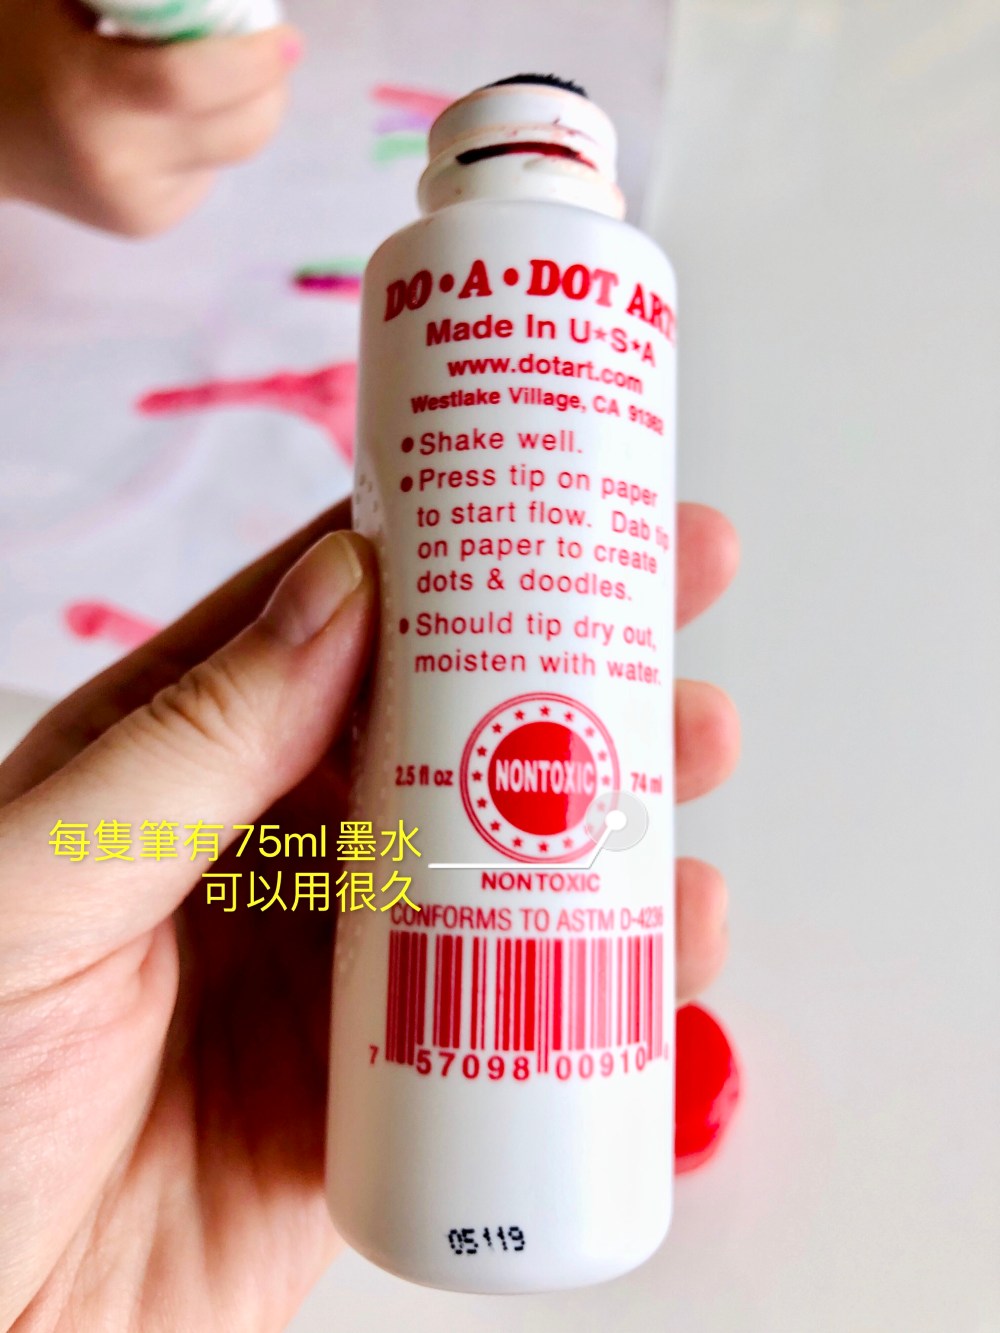 DO•A•DOT ART!
Made In U★S★A
www.dotart.com
Westlake Village, CA 91363
• Shake well.
• Press tip on paper
to start flow. Dab tip
on paper to create
dots & doodles.
• Should tip dry out,
moisten with water.
2.5 fl oz NONTOXIC 74 ml
NONTOXIC
每隻筆有75ml墨水
可以用很久
CONFORMS TO ASTM D-4236
7 57098 00910 0
05119